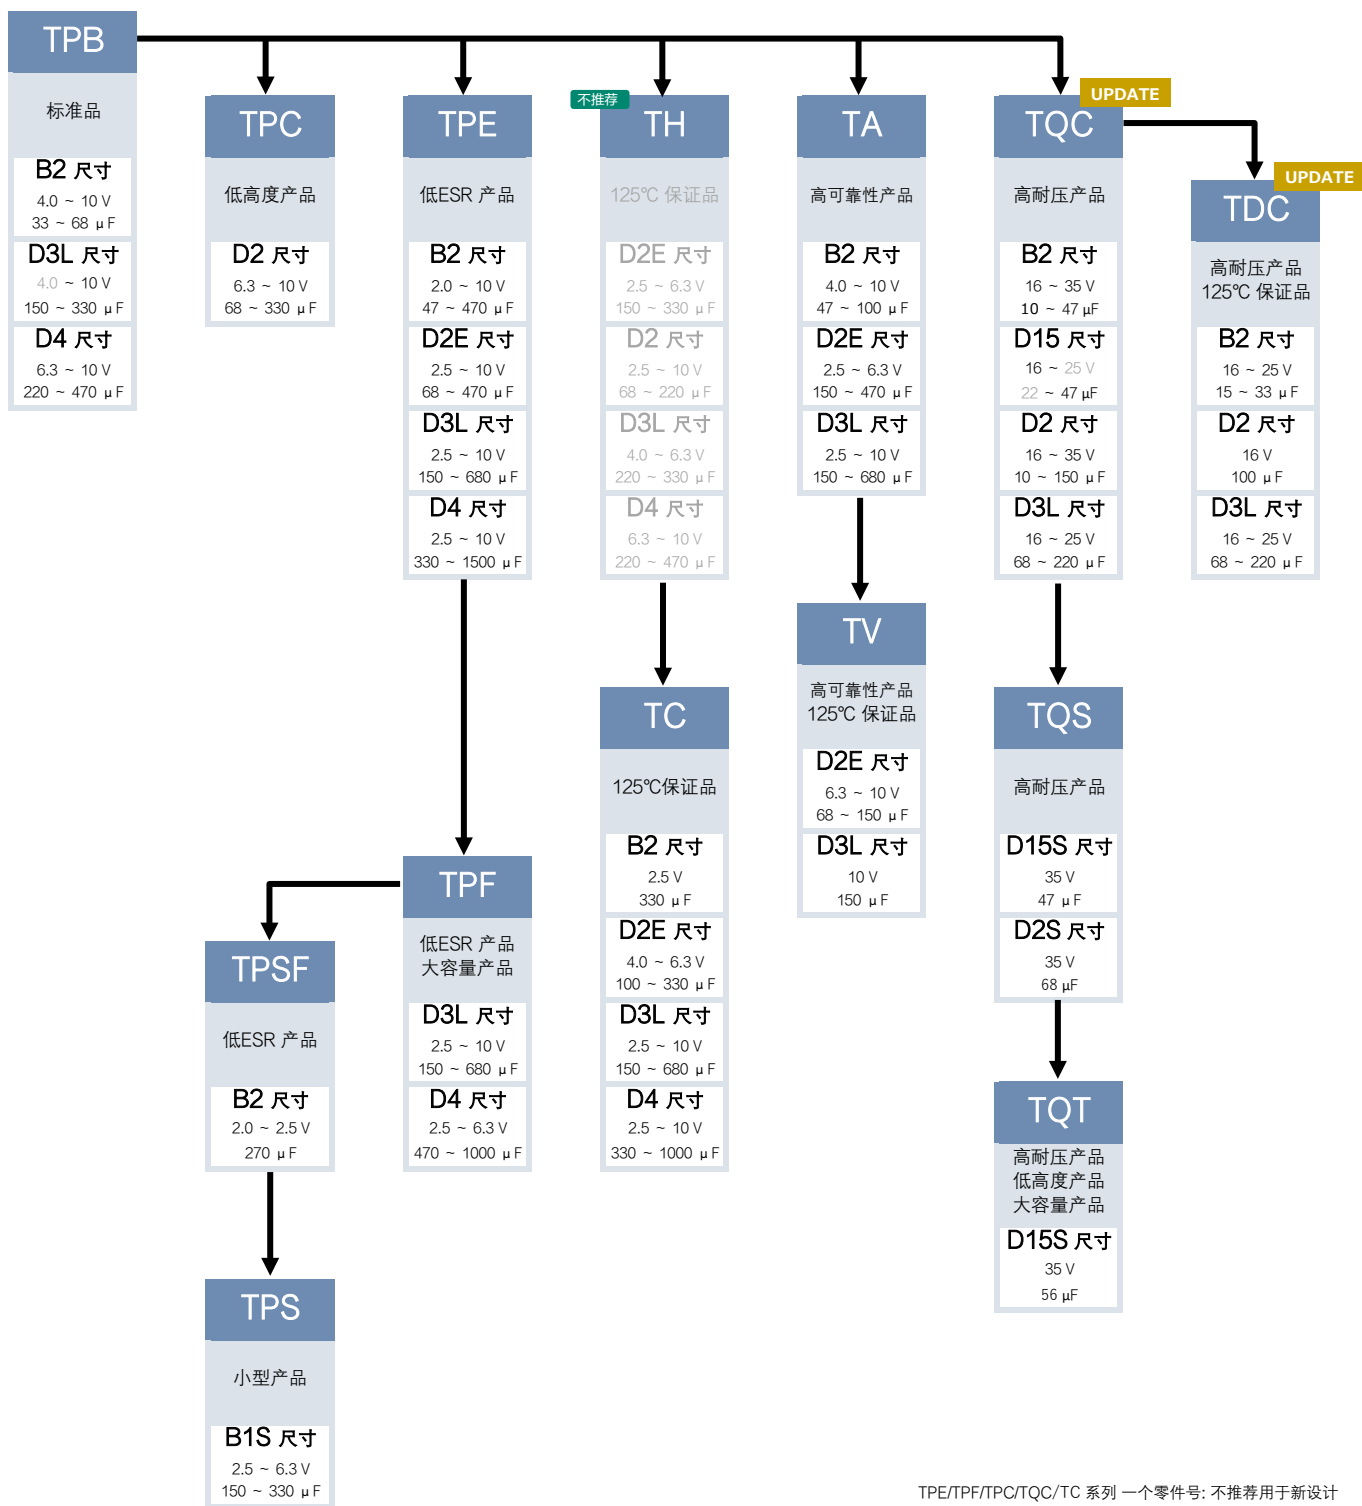 TPB
标准品
B2 尺寸
4.0 ~ 10 V
33 ~ 68 μF
D3L 尺寸
4.0 ~ 10 V
150 ~ 330 μF
D4 尺寸
6.3 ~ 10 V
220 ~ 470 μF
TPC
低高度产品
D2 尺寸
6.3 ~ 10 V
68 ~ 330 μF
TPE
低ESR 产品
B2 尺寸
2.0 ~ 10 V
47 ~ 470 μF
D2E 尺寸
2.5 ~ 10 V
68 ~ 470 μF
D3L 尺寸
2.5 ~ 10 V
150 ~ 680 μF
D4 尺寸
2.5 ~ 10 V
330 ~ 1500 μF
不推荐
TH
125℃ 保证品
D2E 尺寸
2.5 ~ 6.3 V
150 ~ 330 μF
D2 尺寸
2.5 ~ 10 V
68 ~ 220 μF
D3L 尺寸
4.0 ~ 6.3 V
220 ~ 330 μF
D4 尺寸
6.3 ~ 10 V
220 ~ 470 μF
TA
高可靠性产品
B2 尺寸
4.0 ~ 10 V
47 ~ 100 μF
D2E 尺寸
2.5 ~ 6.3 V
150 ~ 470 μF
D3L 尺寸
2.5 ~ 10 V
150 ~ 680 μF
UPDATE
TQC
高耐压产品
B2 尺寸
16 ~ 35 V
10 ~ 47 μF
D15 尺寸
16 ~ 25 V
22 ~ 47 μF
D2 尺寸
16 ~ 35 V
10 ~ 150 μF
D3L 尺寸
16 ~ 25 V
68 ~ 220 μF
UPDATE
TDC
高耐压产品
125℃ 保证品
B2 尺寸
16 ~ 25 V
15 ~ 33 μF
D2 尺寸
16 V
100 μF
D3L 尺寸
16 ~ 25 V
68 ~ 220 μF
TV
高可靠性产品
125℃ 保证品
D2E 尺寸
6.3 ~ 10 V
68 ~ 150 μF
D3L 尺寸
10 V
150 μF
TC
125℃保证品
B2 尺寸
2.5 V
330 μF
D2E 尺寸
4.0 ~ 6.3 V
100 ~ 330 μF
D3L 尺寸
2.5 ~ 10 V
150 ~ 680 μF
D4 尺寸
2.5 ~ 10 V
330 ~ 1000 μF
TQS
高耐压产品
D15S 尺寸
35 V
47 μF
D2S 尺寸
35 V
68 μF
TPF
低ESR 产品
大容量产品
D3L 尺寸
2.5 ~ 10 V
150 ~ 680 μF
D4 尺寸
2.5 ~ 6.3 V
470 ~ 1000 μF
TPSF
低ESR 产品
B2 尺寸
2.0 ~ 2.5 V
270 μF
TQT
高耐压产品
低高度产品
大容量产品
D15S 尺寸
35 V
56 μF
TPS
小型产品
B1S 尺寸
2.5 ~ 6.3 V
150 ~ 330 μF
TPE/TPF/TPC/TQC/TC 系列 一个零件号: 不推荐用于新设计